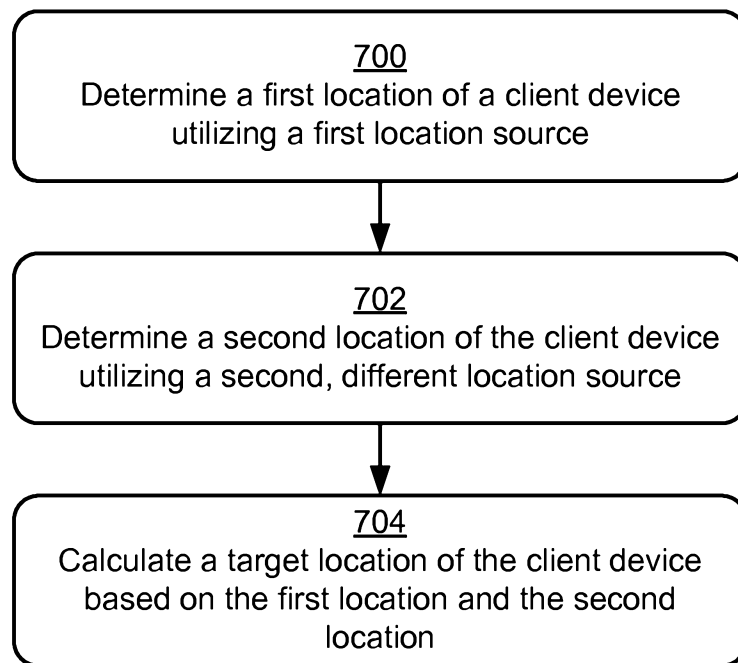 700
Determine a first location of a client device
utilizing a first location source
702
Determine a second location of the client device
utilizing a second, different location source
704
Calculate a target location of the client device
based on the first location and the second
location